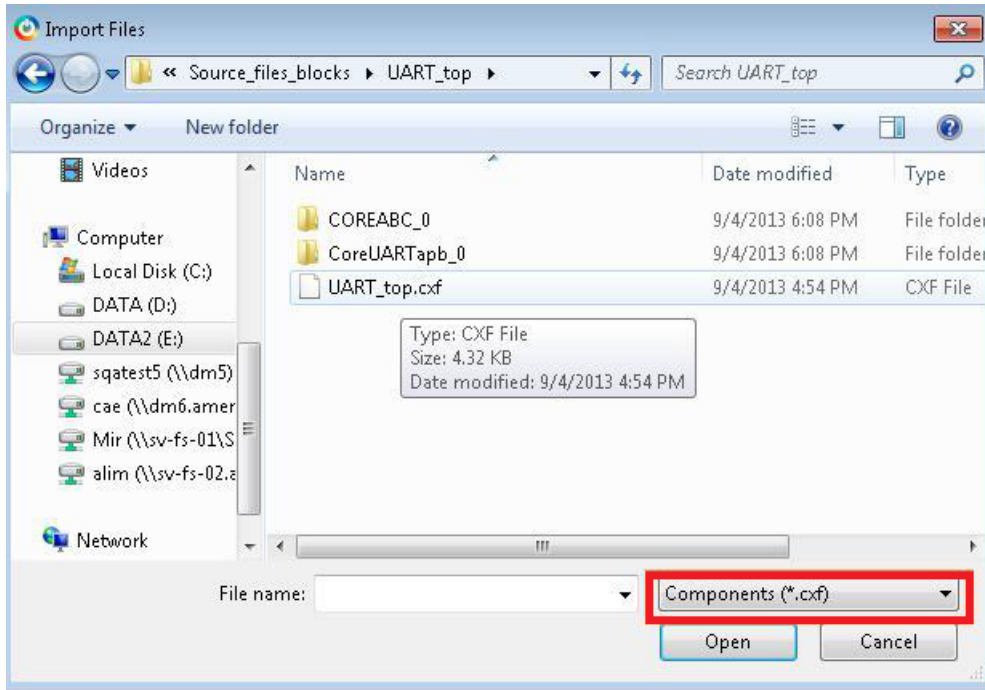 Import Files
« Source_files_blocks ▸ UART_top ▸ Search UART_top
Organize ▾ New folder
Videos
Computer
Local Disk (C:)
DATA (D:)
DATA2 (E:)
sqatest5 (\\dm5)
cae (\\dm6.amer
Mir (\\sv-fs-01\S
alim (\\sv-fs-02.a
Network
Name Date modified Type
COREABC_0 9/4/2013 6:08 PM File folder
CoreUARTapb_0 9/4/2013 6:08 PM File folder
UART_top.cxf 9/4/2013 4:54 PM CXF File
Type: CXF File
Size: 4.32 KB
Date modified: 9/4/2013 4:54 PM
File name: Components (*.cxf)
Open Cancel